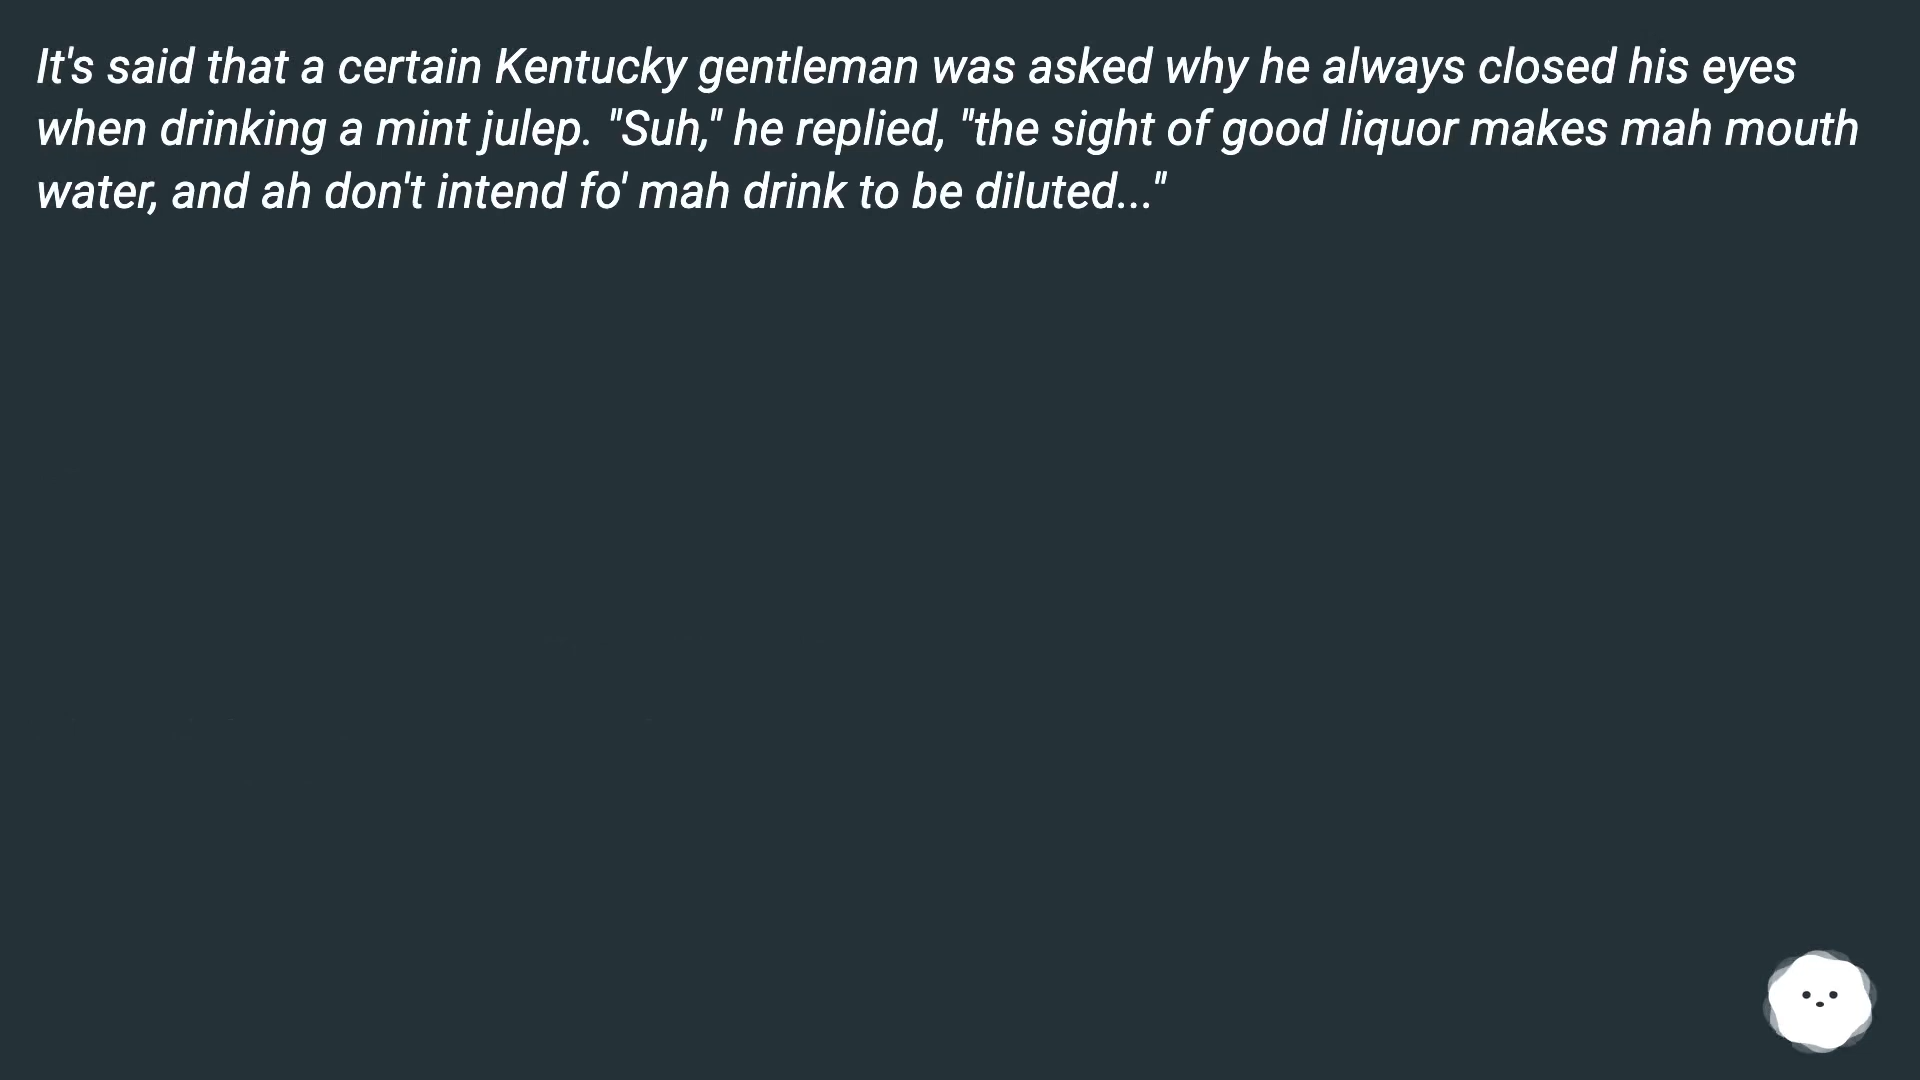 It's said that a certain Kentucky gentleman was asked why he always closed his eyes
when drinking a mint julep. "Suh," he replied, "the sight of good liquor makes mah mouth
water, and ah don't intend fo' mah drink to be diluted..."